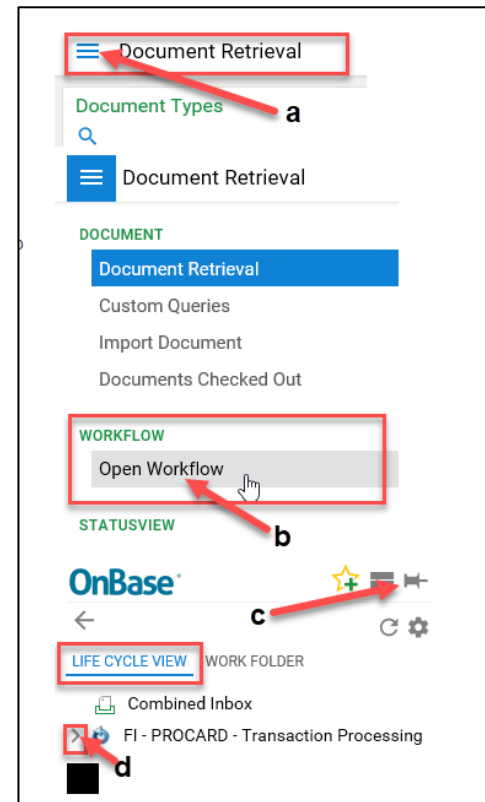 Document Retrieval
a
Document Types
Document Retrieval
DOCUMENT
Document Retrieval
Custom Queries
Import Document
Documents Checked Out
WORKFLOW
Open Workflow
b
STATUSVIEW
OnBase
c
LIFE CYCLE VIEW WORK FOLDER
Combined Inbox
FI - PROCARD - Transaction Processing
d